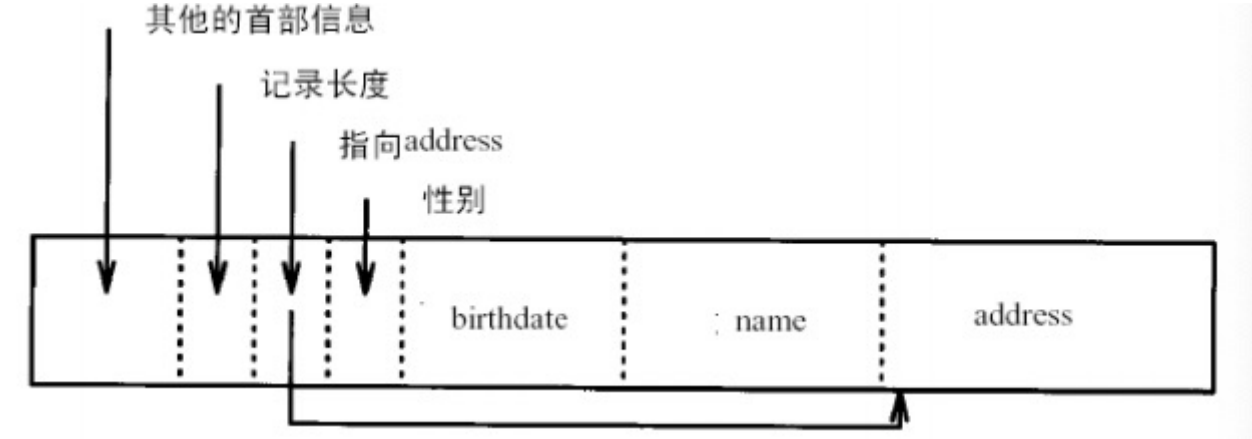 其他的首部信息
记录长度
指向address
性别
birthdate
name
address